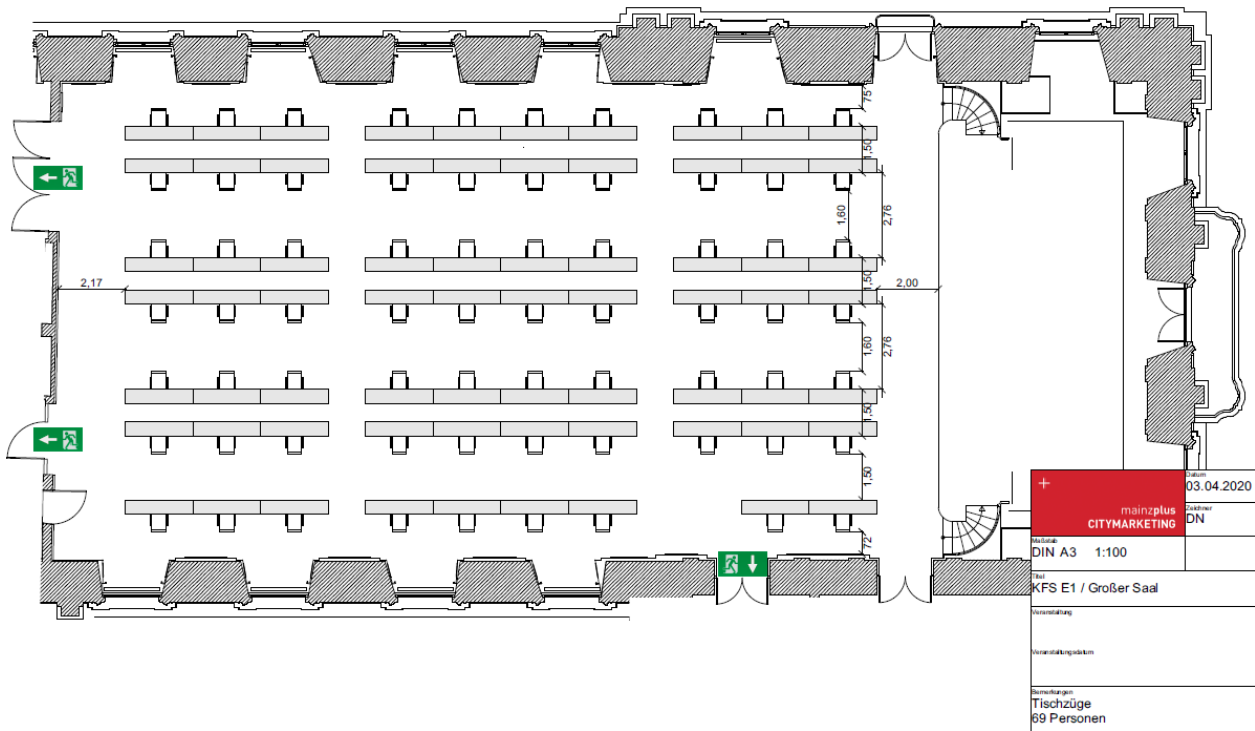 75
1,50
1,60
2,76
2,17
1,50
2,00
1,60
2,76
1,50
1,50
72
mainzplus
CITYMARKETING
Datum
03.04.2020
Zeichner
DN
Maßstab
DIN A3 1:100
Titel
KFS E1 / Großer Saal
Veranstaltung
Veranstaltungsdatum
Bemerkungen
Tischzüge
69 Personen